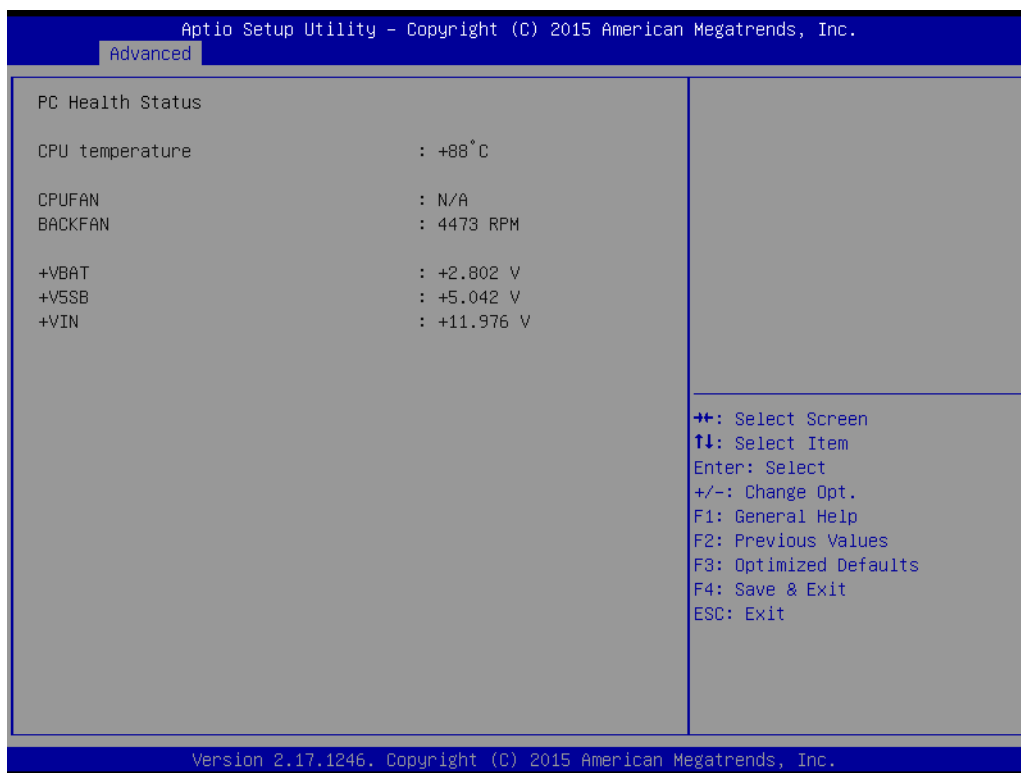 Aptio Setup Utility – Copyright (C) 2015 American Megatrends, Inc.
Advanced
PC Health Status
CPU temperature : +88°C
CPUFAN : N/A
BACKFAN : 4473 RPM
+VBAT : +2.802 V
+V5SB : +5.042 V
+VIN : +11.976 V
→←: Select Screen
↑↓: Select Item
Enter: Select
+/-: Change Opt.
F1: General Help
F2: Previous Values
F3: Optimized Defaults
F4: Save & Exit
ESC: Exit
Version 2.17.1246. Copyright (C) 2015 American Megatrends, Inc.